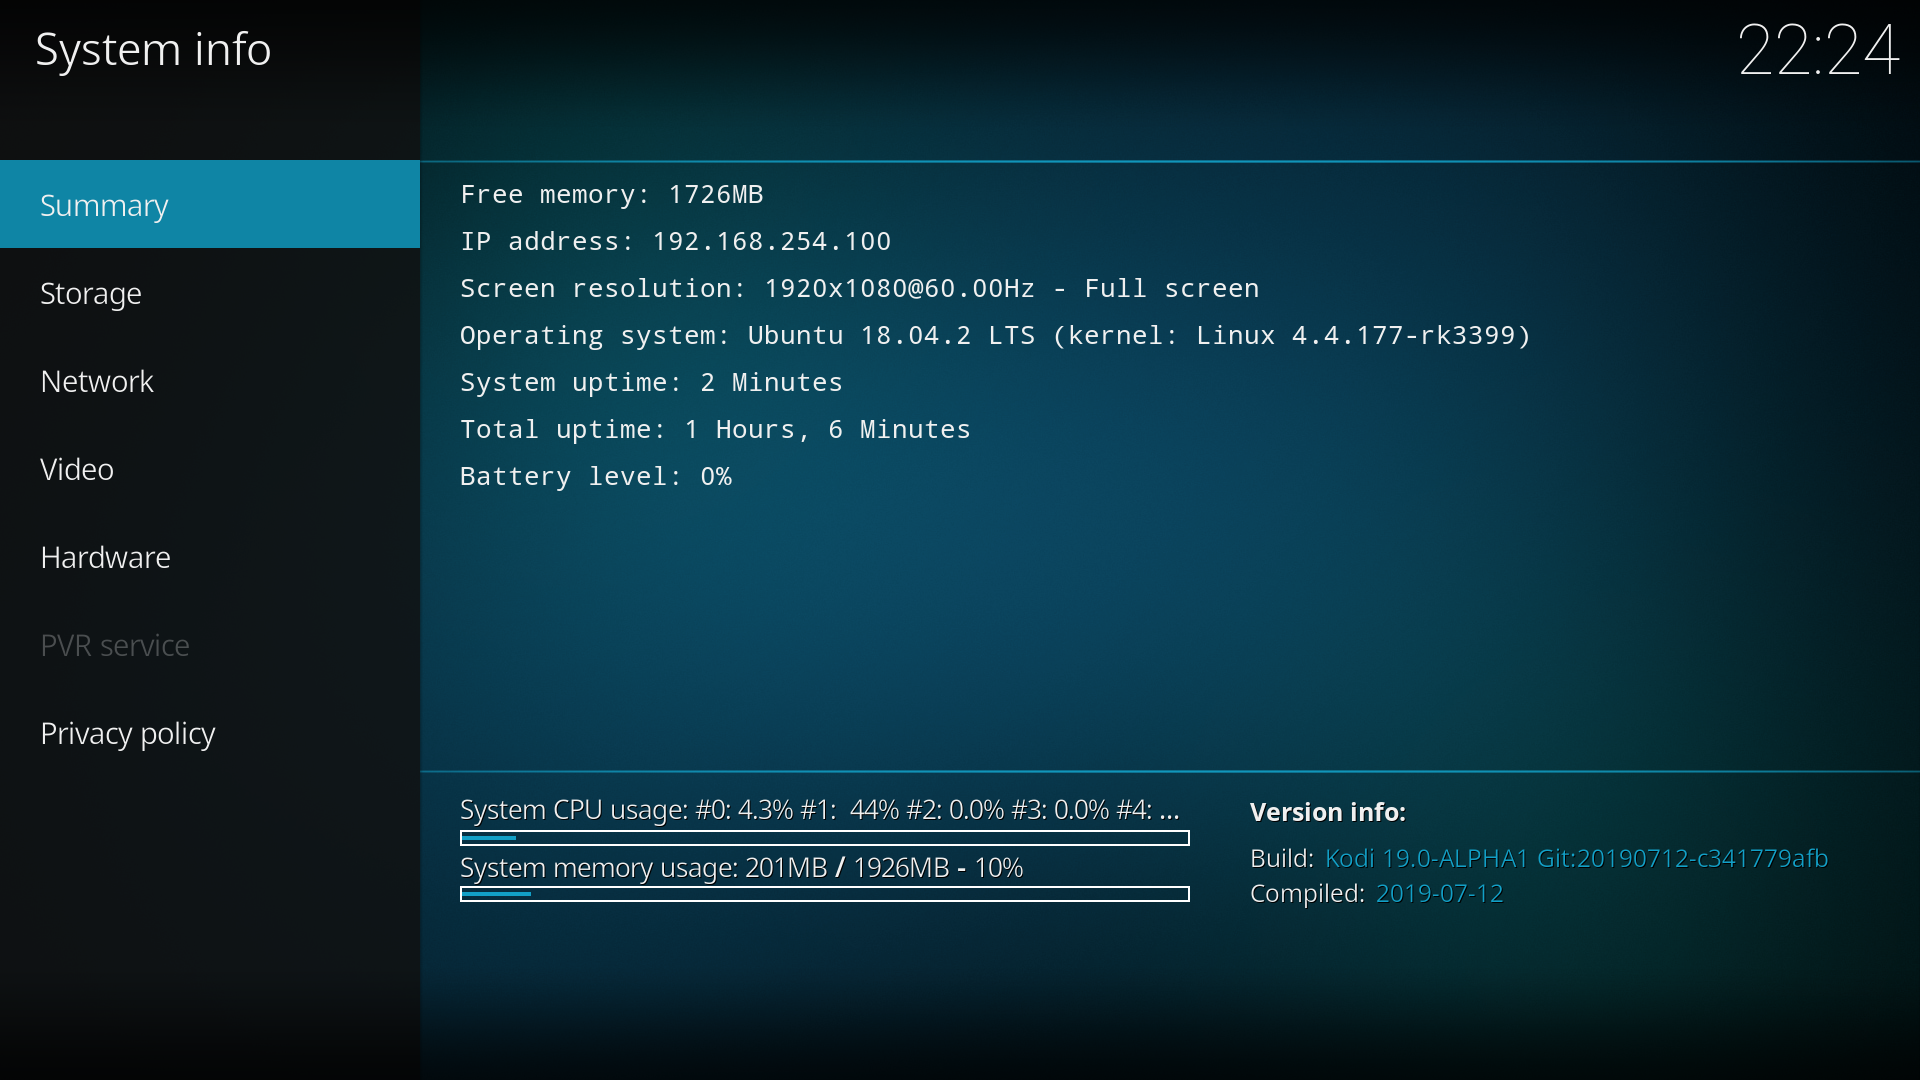 System info
22:24
Summary
Storage
Network
Video
Hardware
PVR service
Privacy policy
Free memory: 1726MB
IP address: 192.168.254.100
Screen resolution: 1920x1080@60.00Hz - Full screen
Operating system: Ubuntu 18.04.2 LTS (kernel: Linux 4.4.177-rk3399)
System uptime: 2 Minutes
Total uptime: 1 Hours, 6 Minutes
Battery level: 0%
System CPU usage: #0: 4.3% #1:  44% #2: 0.0% #3: 0.0% #4: ...
System memory usage: 201MB / 1926MB - 10%
Version info:
Build: Kodi 19.0-ALPHA1 Git:20190712-c341779afb
Compiled: 2019-07-12